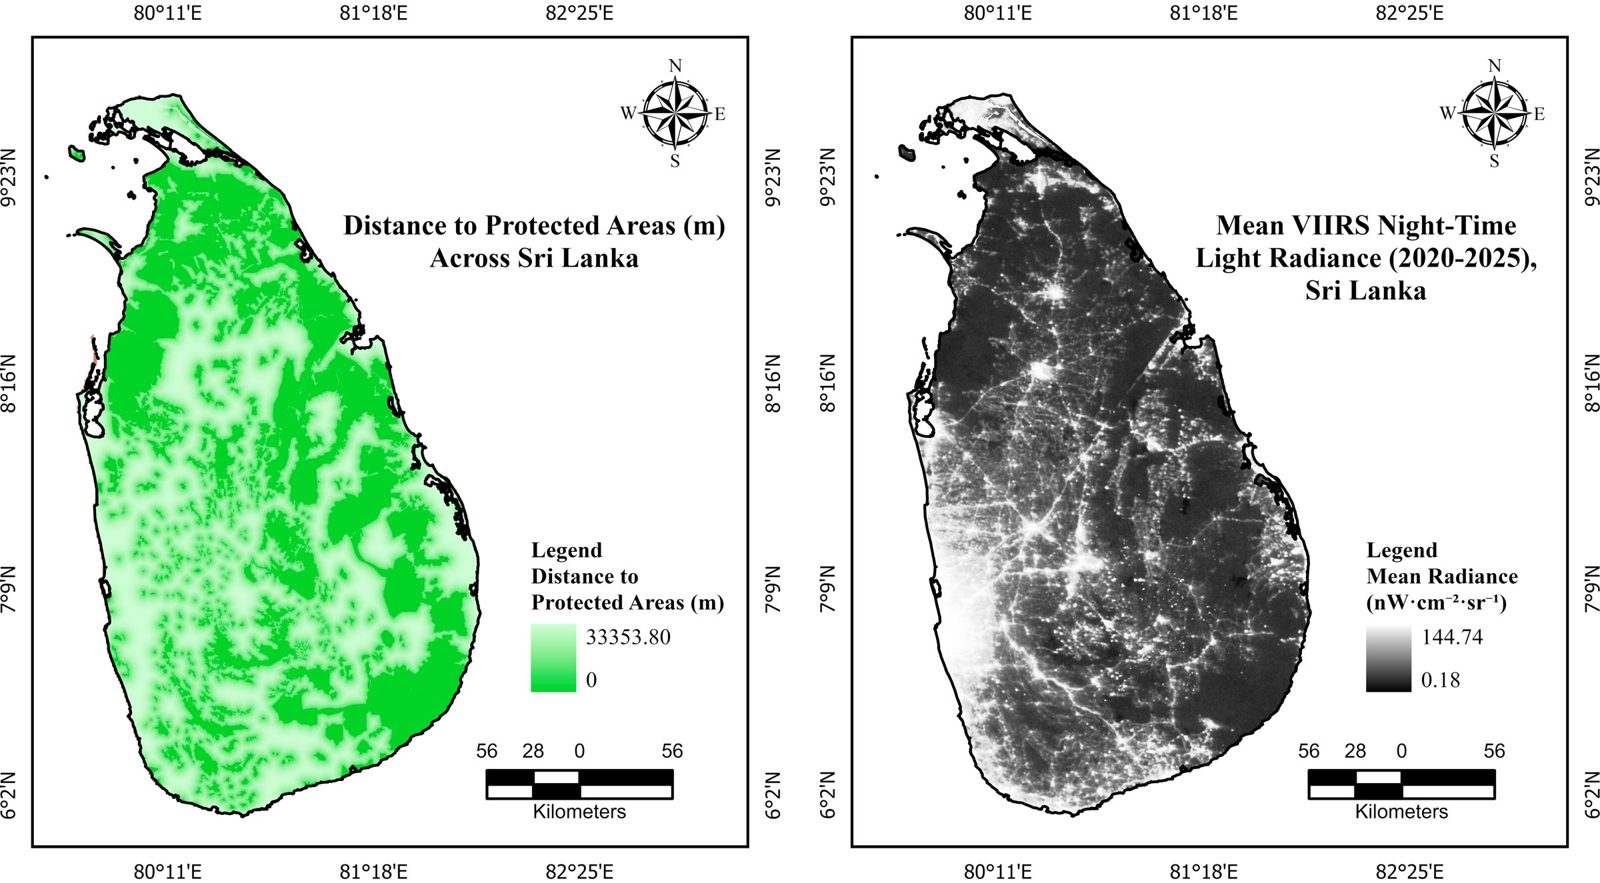 80°11'E 81°18'E 82°25'E
N
W E
S
Distance to Protected Areas (m)
Across Sri Lanka
Legend
Distance to
Protected Areas (m)
33353.80
0
56 28 0 56
Kilometers
9°23'N
8°16'N
7°9'N
6°2'N
9°23'N
8°16'N
7°9'N
6°2'N
80°11'E 81°18'E 82°25'E
80°11'E 81°18'E 82°25'E
N
W E
S
Mean VIIRS Night-Time
Light Radiance (2020-2025),
Sri Lanka
Legend
Mean Radiance
(nW·cm⁻²·sr⁻¹)
144.74
0.18
56 28 0 56
Kilometers
9°23'N
8°16'N
7°9'N
6°2'N
9°23'N
8°16'N
7°9'N
6°2'N
80°11'E 81°18'E 82°25'E